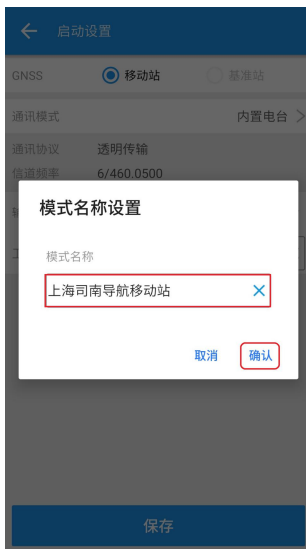 启动设置
GNSS 移动站 基准站
通讯模式 内置电台
通讯协议 透明传输
信道频率 6/460.0500
模式名称设置
模式名称
上海司南导航移动站
取消 确认
保存